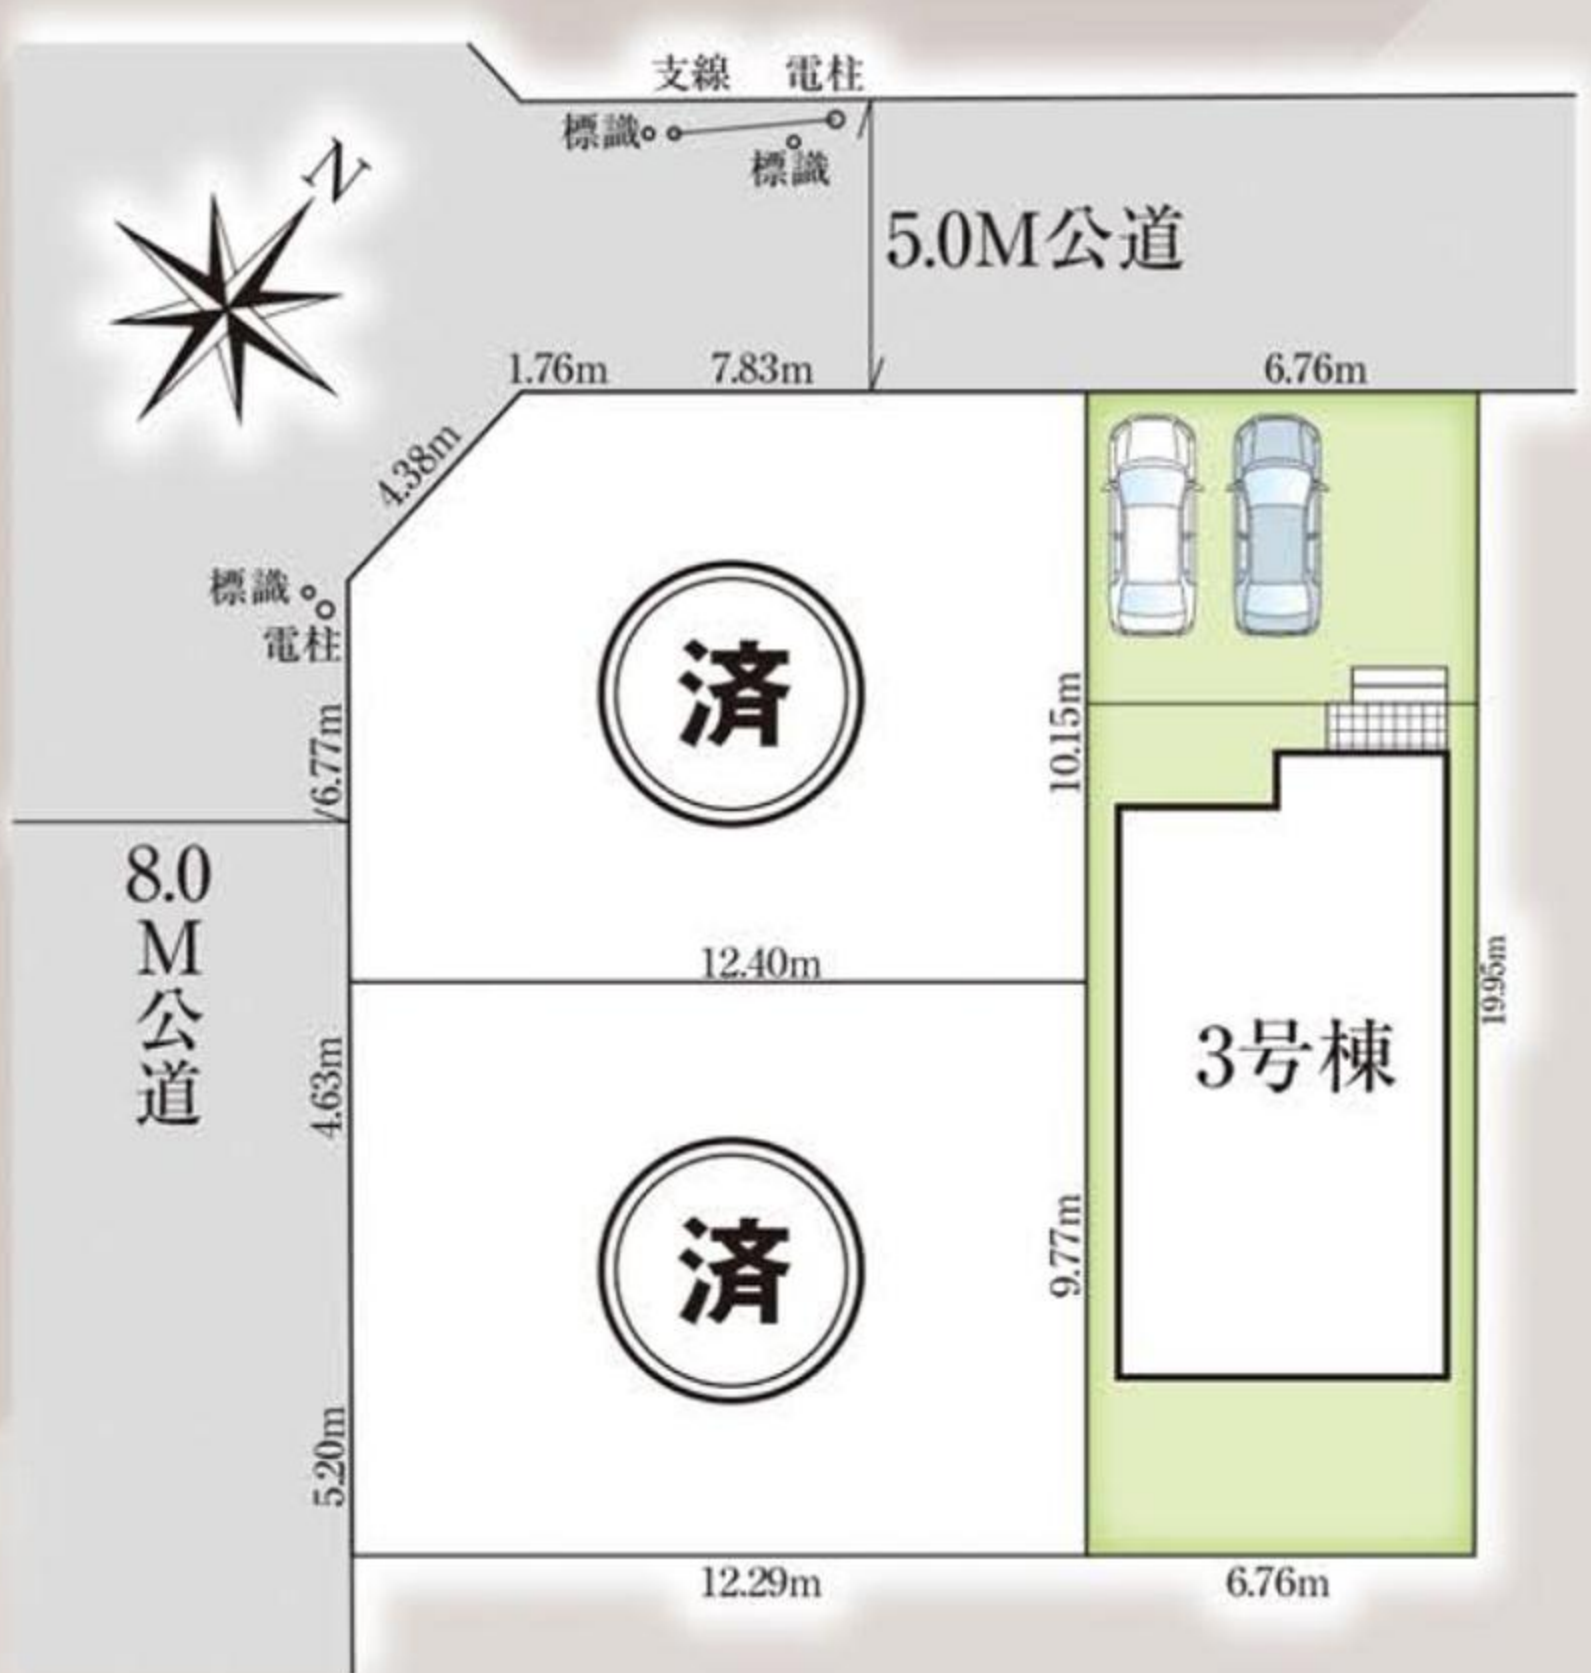 支線 電柱
標識
標識
N
5.0M公道
1.76m 7.83m 6.76m
4.38m
標識
電柱
済
6.77m
10.15m
8.0M公道
12.40m
19.95m
4.63m
3号棟
済
9.77m
5.20m
12.29m 6.76m